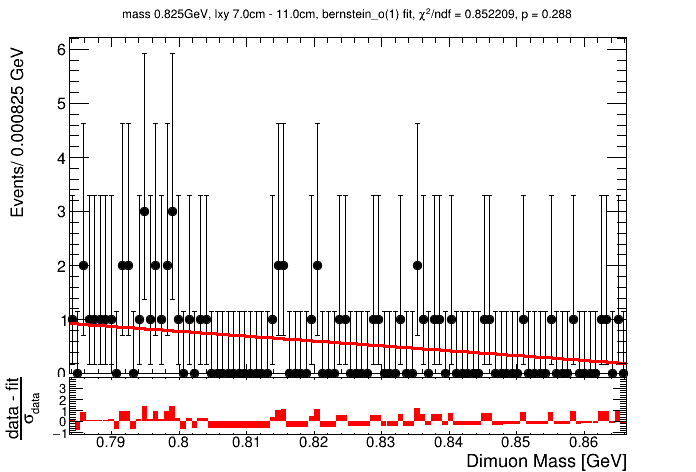 mass 0.825GeV, lxy 7.0cm - 11.0cm, bernstein_o(1) fit, χ²/ndf = 0.852209, p = 0.288
Events/ 0.000825 GeV
6
5
4
3
2
1
0
data - fit
σdata
3
2
1
0
−1
0.79 0.8 0.81 0.82 0.83 0.84 0.85 0.86
Dimuon Mass [GeV]